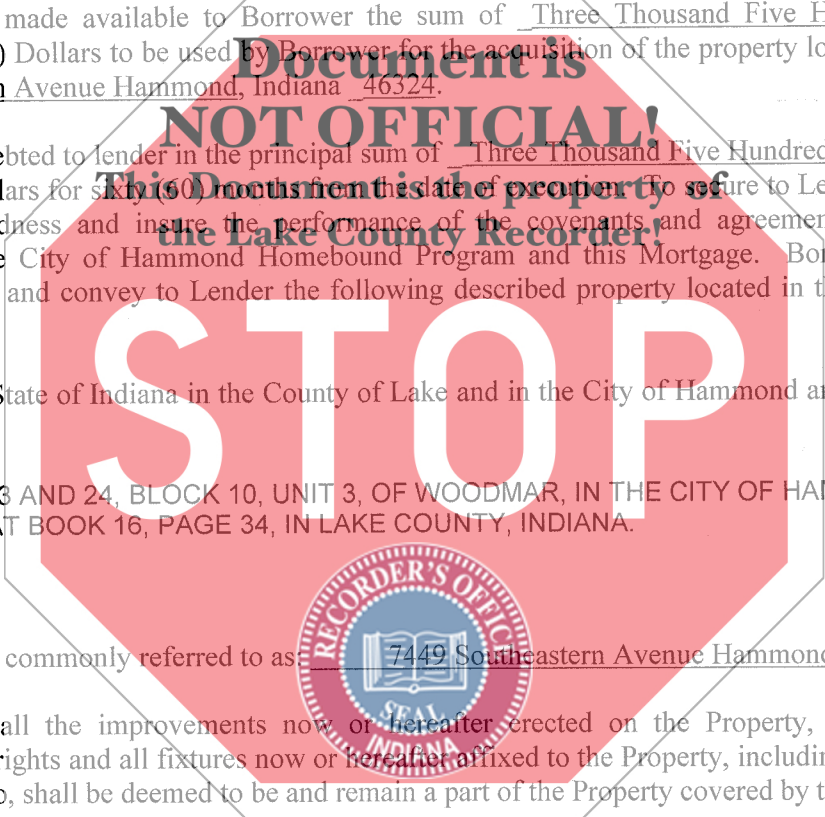 made available to Borrower the sum of Three Thousand Five H
) Dollars to be used by Borrower for the acquisition of the property lo
Document is
Avenue Hammond, Indiana 46324.
NOT OFFICIAL!
ebted to lender in the principal sum of Three Thousand Five Hundred
lars for sixty (60) months from the date of execution. To secure to Le
This Document is the property of
dness and insure the performance of the covenants and agreemen
the Lake County Recorder!
e City of Hammond Homebound Program and this Mortgage. Bor
and convey to Lender the following described property located in th
STOP
State of Indiana in the County of Lake and in the City of Hammond an
3 AND 24, BLOCK 10, UNIT 3, OF WOODMAR, IN THE CITY OF HAM
AT BOOK 16, PAGE 34, IN LAKE COUNTY, INDIANA.
RECORDER'S OFFICE
commonly referred to as: 7449 Southeastern Avenue Hammond
SEAL
all the improvements now or hereafter erected on the Property,
INDIANA
rights and all fixtures now or hereafter affixed to the Property, includin
o, shall be deemed to be and remain a part of the Property covered by t